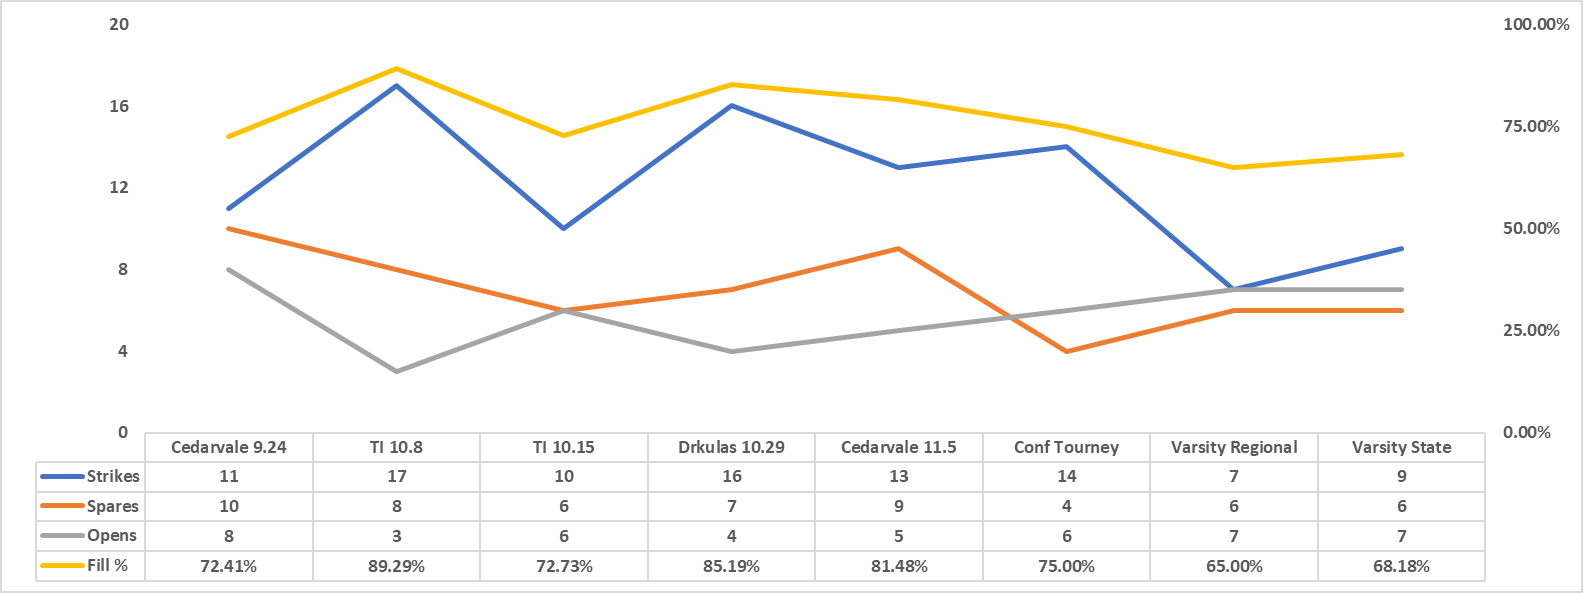 20 100.00%
16
75.00%
12
50.00%
8
25.00%
4
0 0.00%
Cedarvale 9.24 TI 10.8 TI 10.15 Drkulas 10.29 Cedarvale 11.5 Conf Tourney Varsity Regional Varsity State
Strikes 11 17 10 16 13 14 7 9
Spares 10 8 6 7 9 4 6 6
Opens 8 3 6 4 5 6 7 7
Fill % 72.41% 89.29% 72.73% 85.19% 81.48% 75.00% 65.00% 68.18%